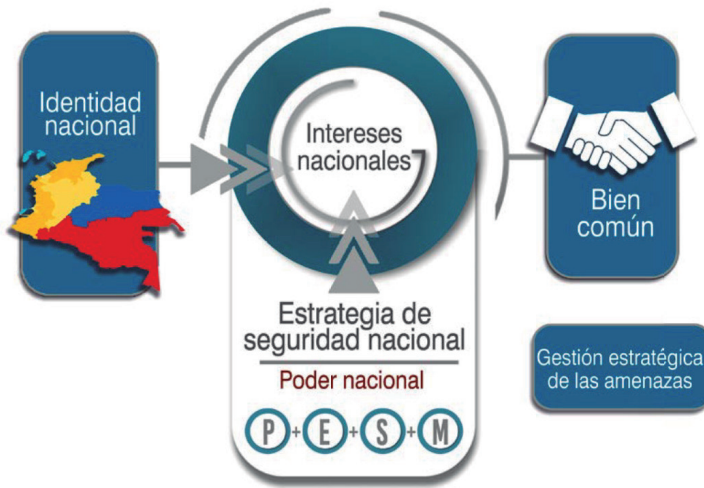 Identidad
nacional
Intereses
nacionales
Bien
común
Estrategia de
seguridad nacional
Poder nacional
P+E+S+M
Gestión estratégica
de las amenazas